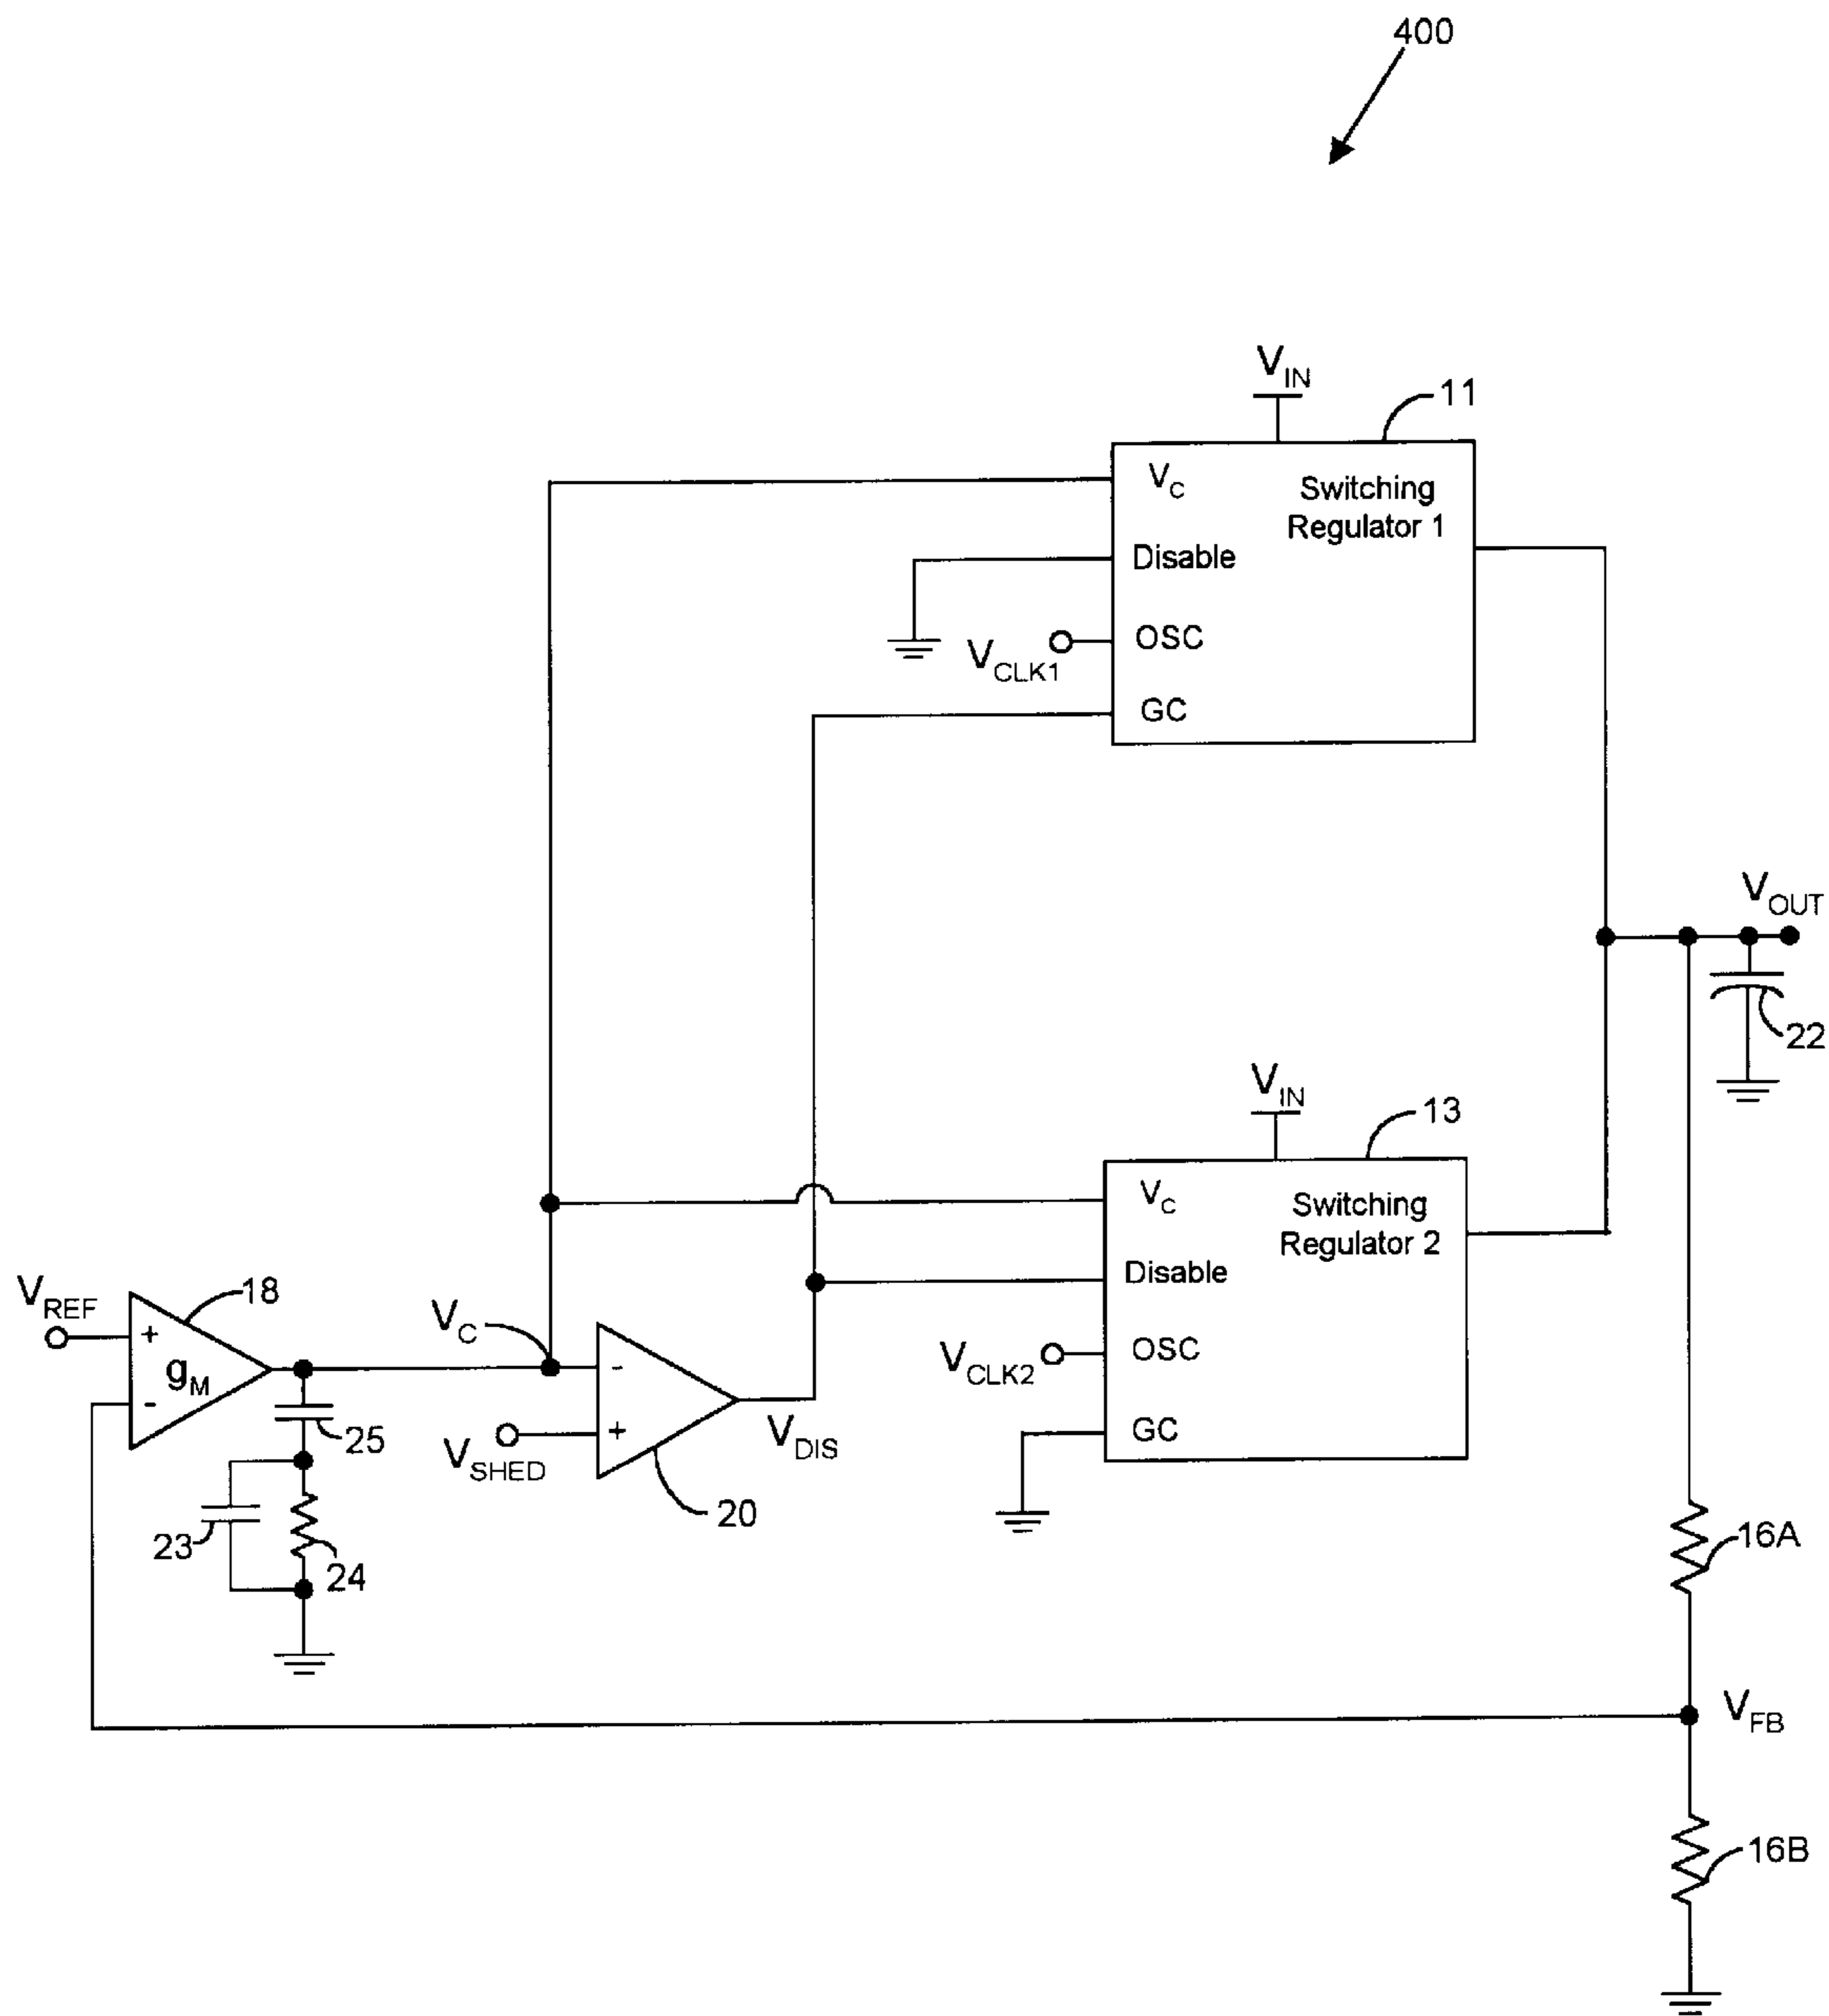 400
V_IN
11
V_C
Switching
Regulator 1
Disable
OSC
V_CLK1
GC
V_OUT
22
V_IN
13
V_C
Switching
Regulator 2
Disable
V_REF
18
+
g_M
-
V_C
-
OSC
V_CLK2
25
V_SHED
+
V_DIS
GC
20
23
24
16A
V_FB
16B